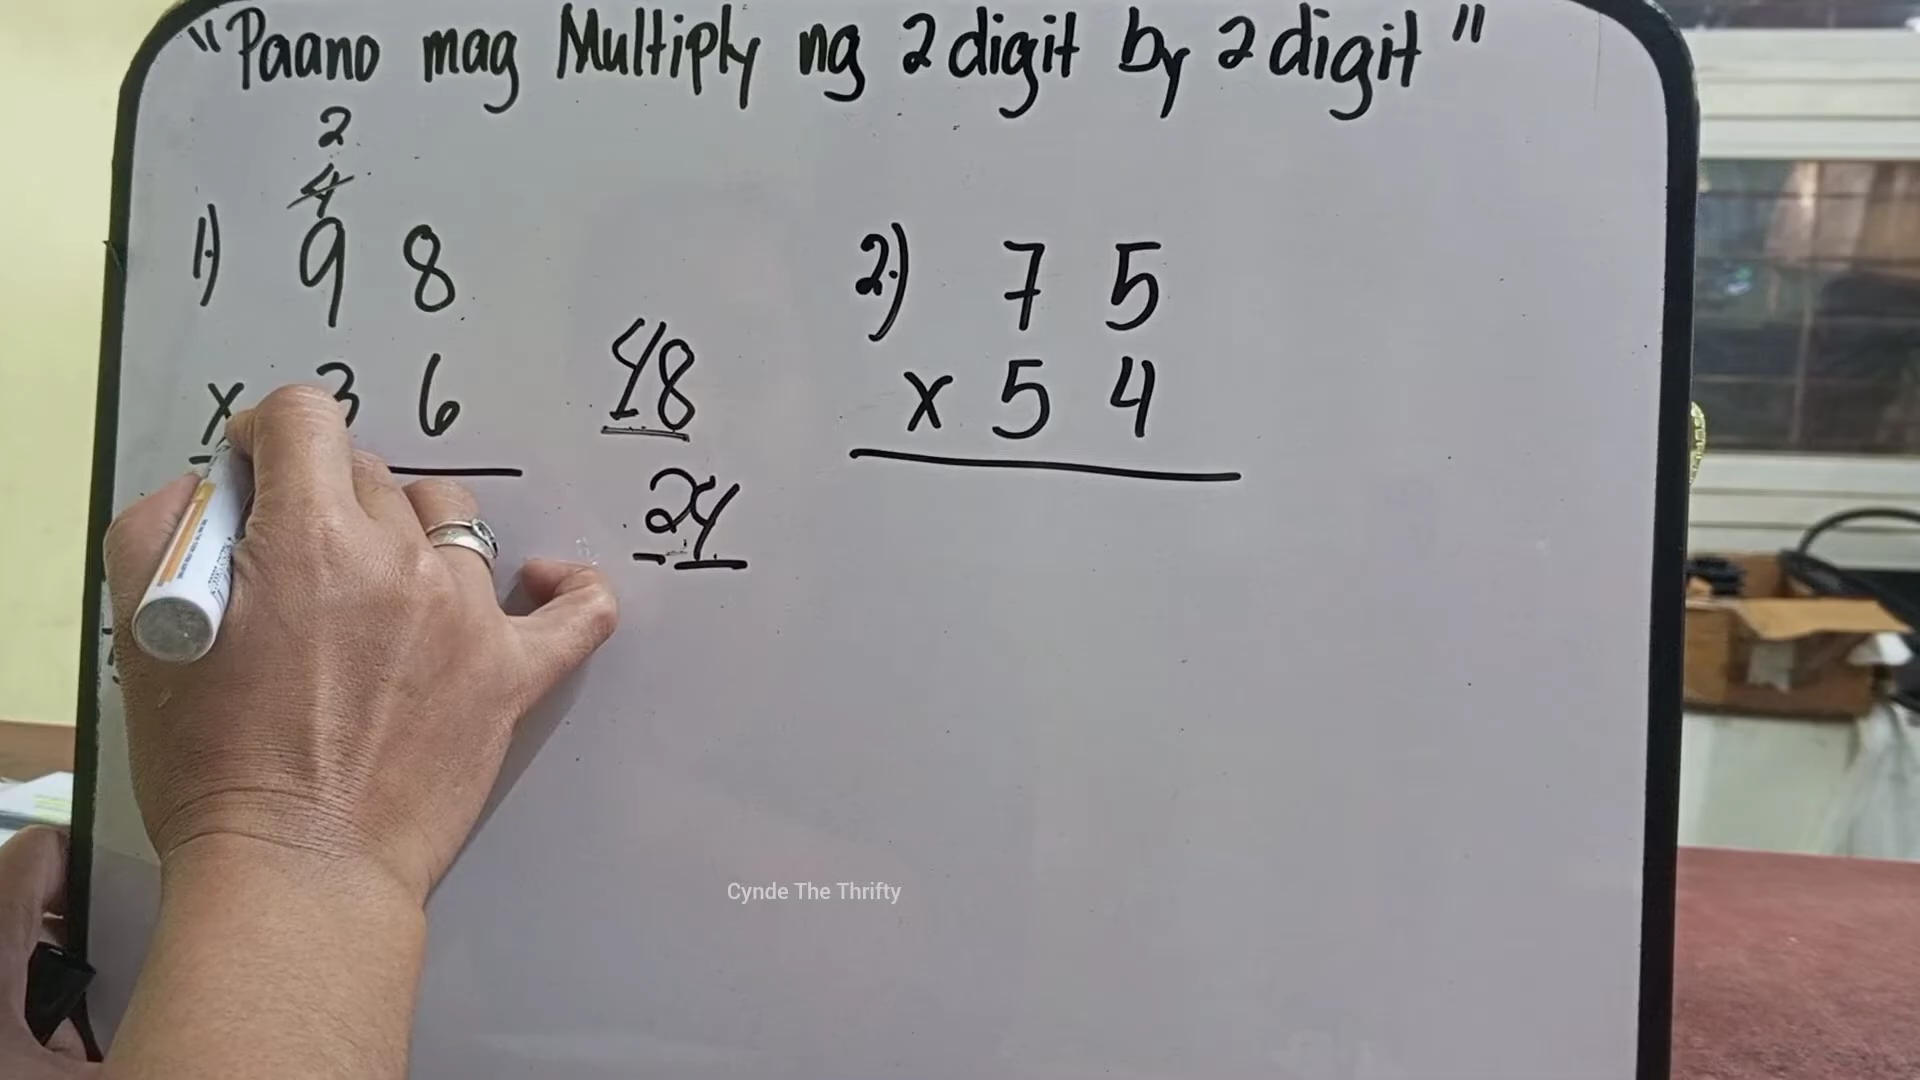 "Paano mag Multiply ng 2 digit by 2 digit"
2
4
1) 9 8
x 3 6
48
24
2) 7 5
x 5 4
Cynde The Thrifty